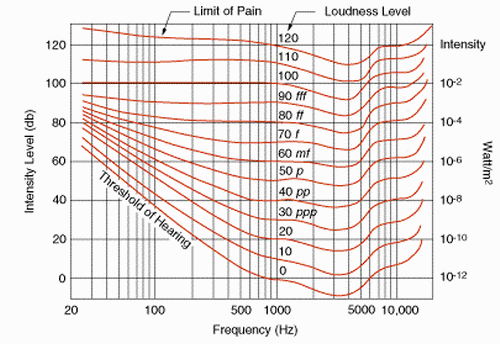 Limit of Pain
Loudness Level
Intensity Level (db)
120
100
80
60
40
20
0
120
110
100
90 fff
80 ff
70 f
60 mf
50 p
40 pp
30 ppp
20
10
0
Threshold of Hearing
Intensity
10-2
10-4
10-6
10-8
10-10
10-12
Watt/m2
20
100
500
1000
5000
10,000
Frequency (Hz)